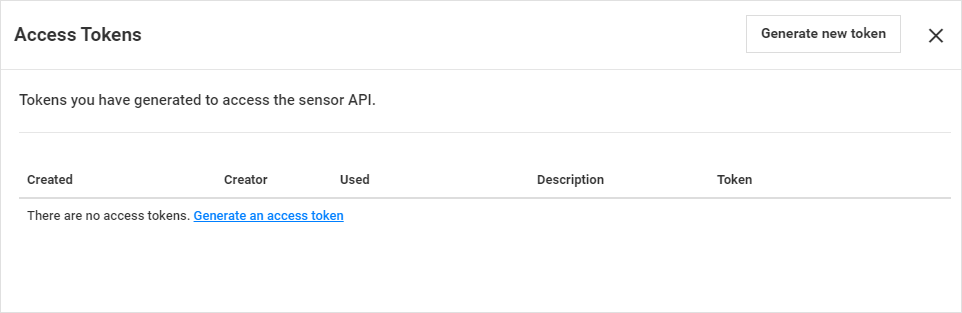 Access Tokens
Generate new token
Tokens you have generated to access the sensor API.
Created Creator Used Description Token
There are no access tokens. Generate an access token